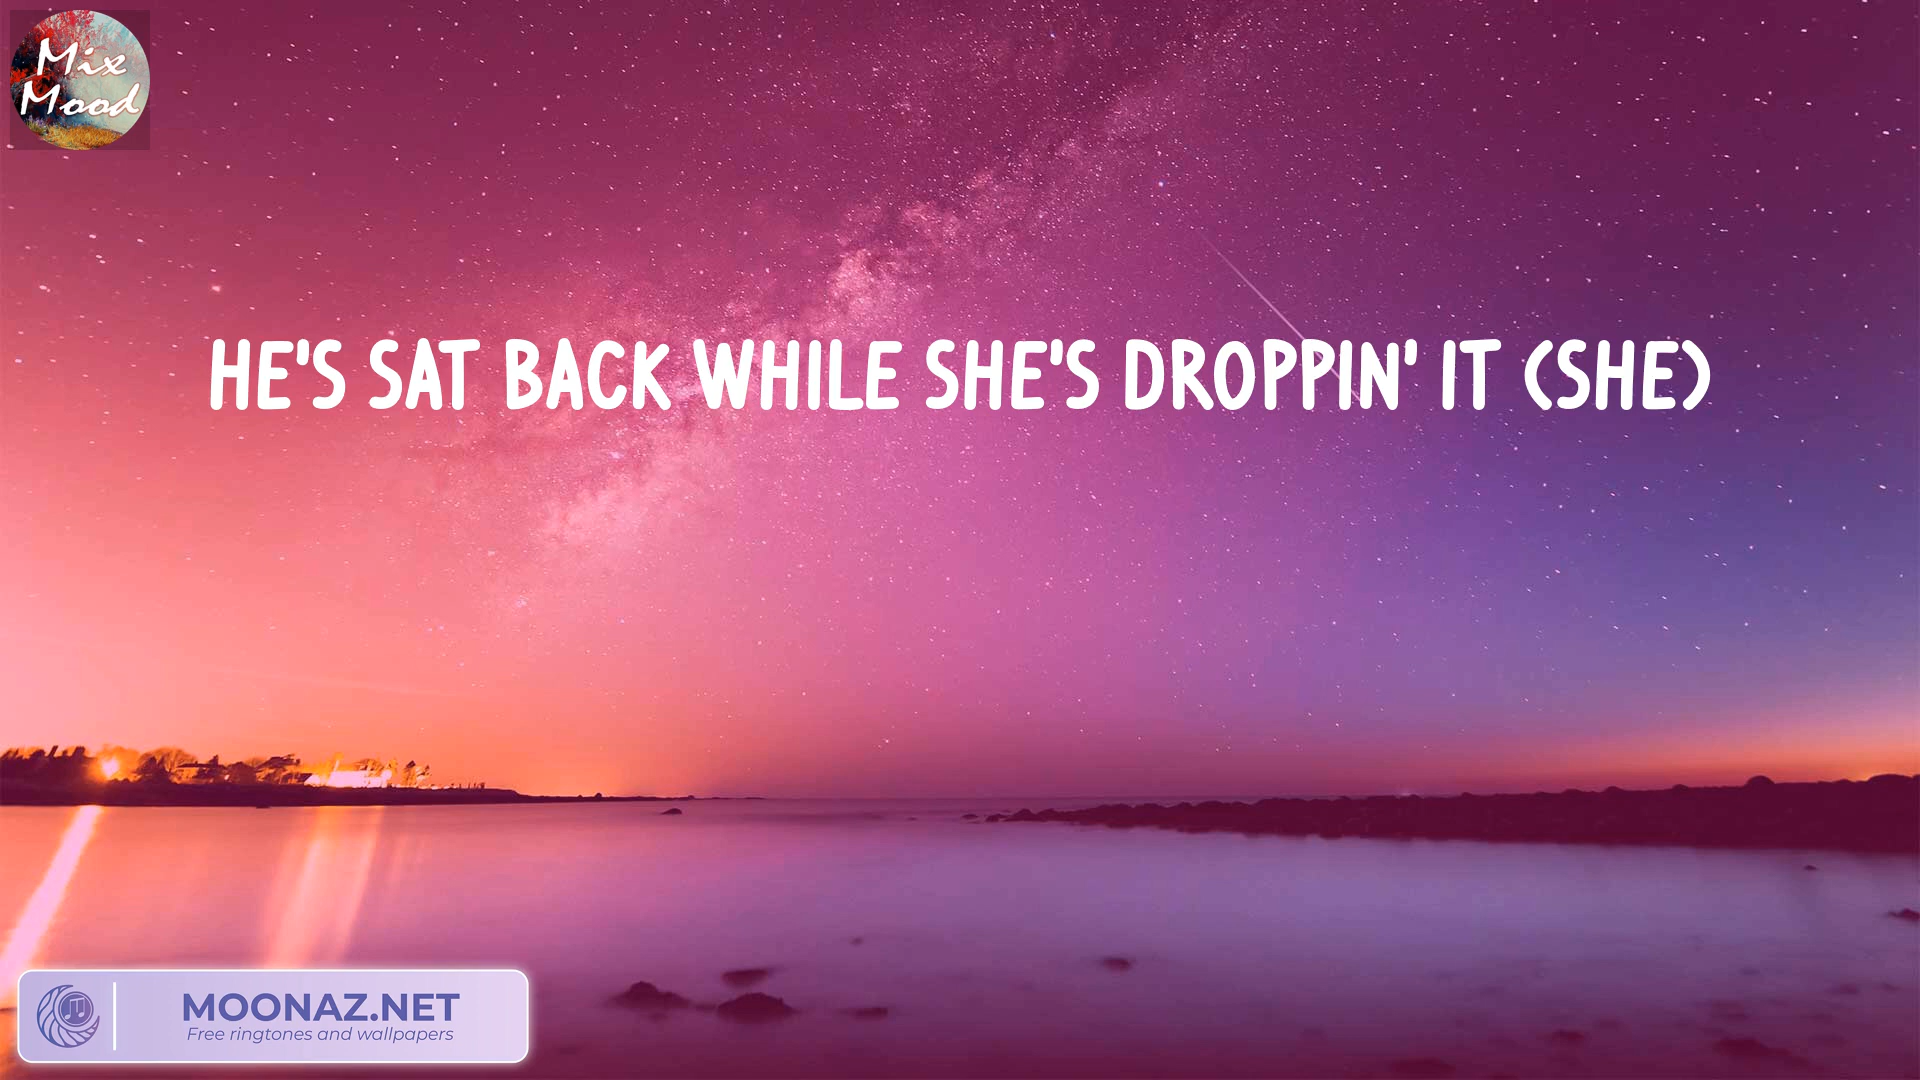 Mix
Mood
HE'S SAT BACK WHILE SHE'S DROPPIN' IT (SHE)
MOONAZ.NET
Free ringtones and wallpapers